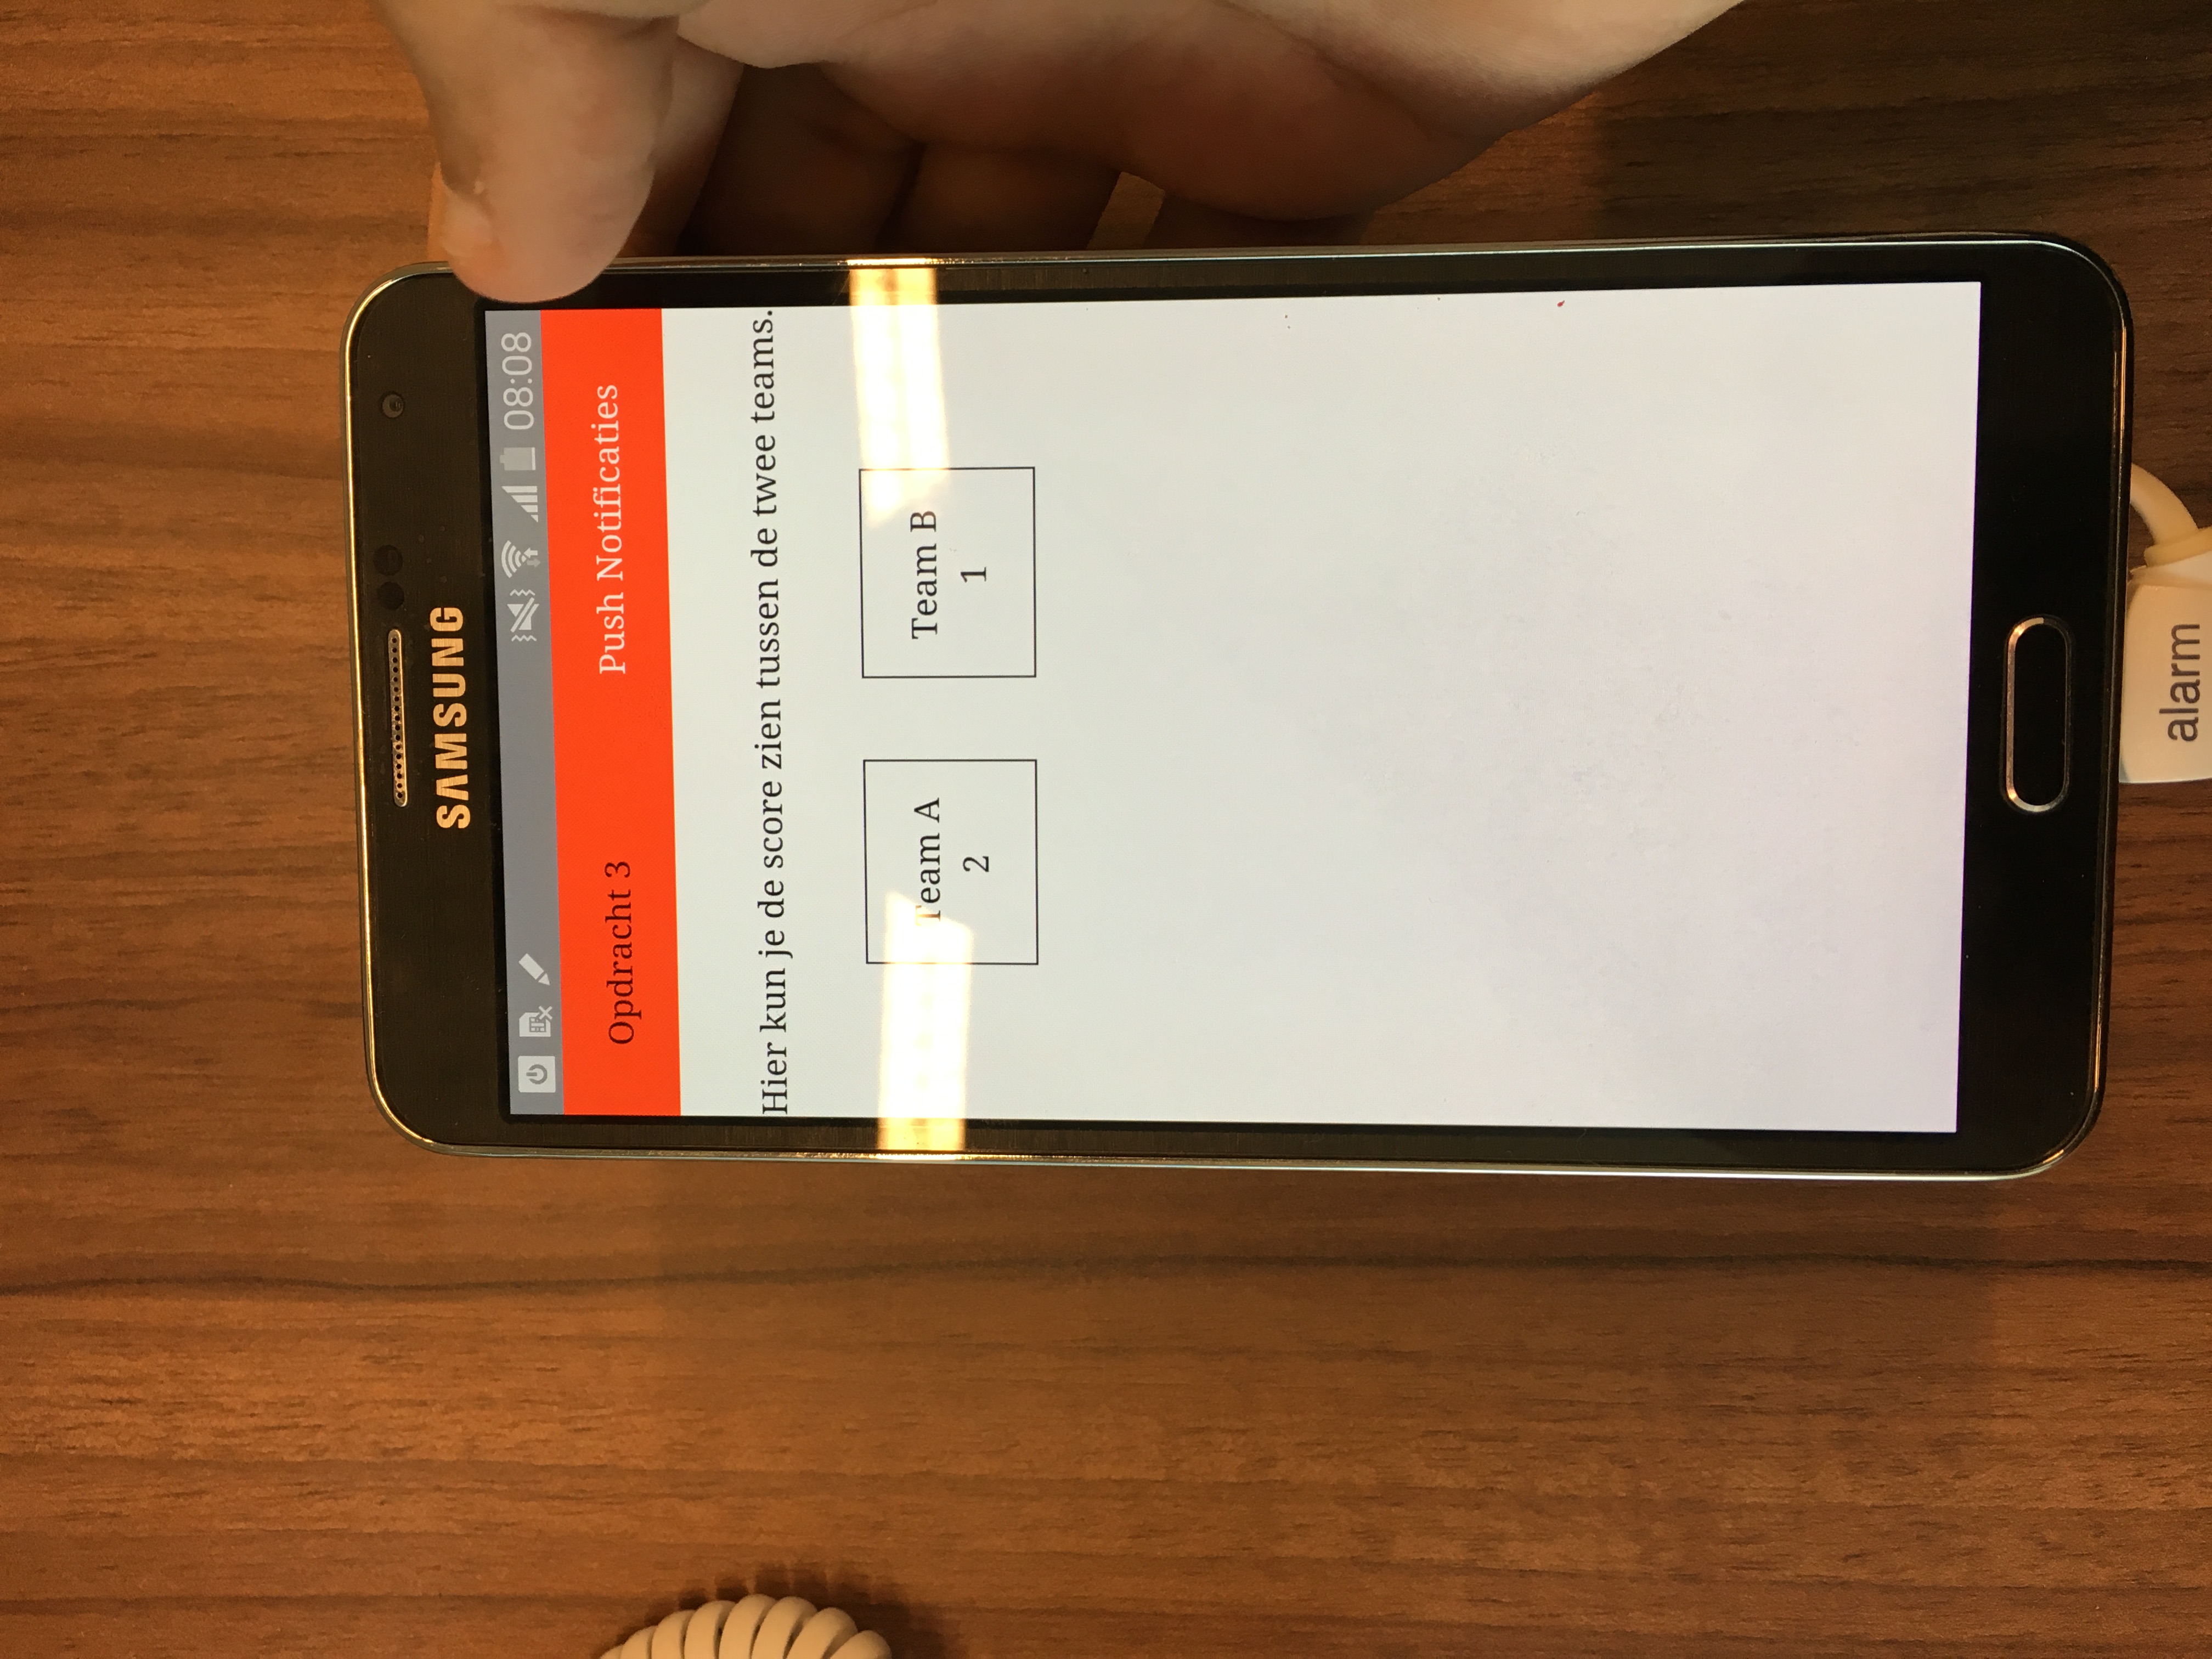 SAMSUNG
08:08
Opdracht 3
Push Notificaties
Hier kun je de score zien tussen de twee teams.
Team A
2
Team B
1
alarm